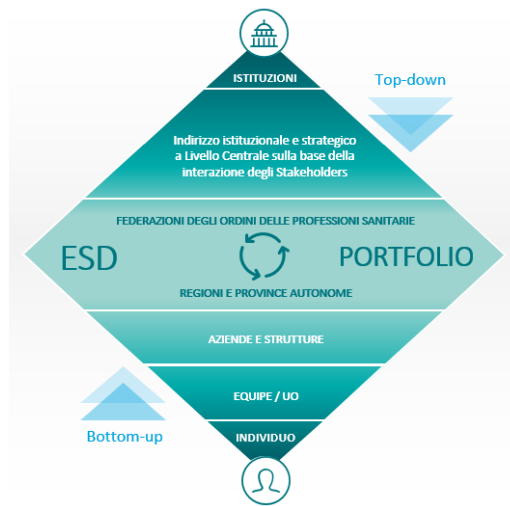 ISTITUZIONI
Top-down
Indirizzo istituzionale e strategico
a Livello Centrale sulla base della
interazione degli Stakeholders
FEDERAZIONI DEGLI ORDINI DELLE PROFESSIONI SANITARIE
ESD
PORTFOLIO
REGIONI E PROVINCE AUTONOME
AZIENDE E STRUTTURE
EQUIPE / UO
Bottom-up
INDIVIDUO